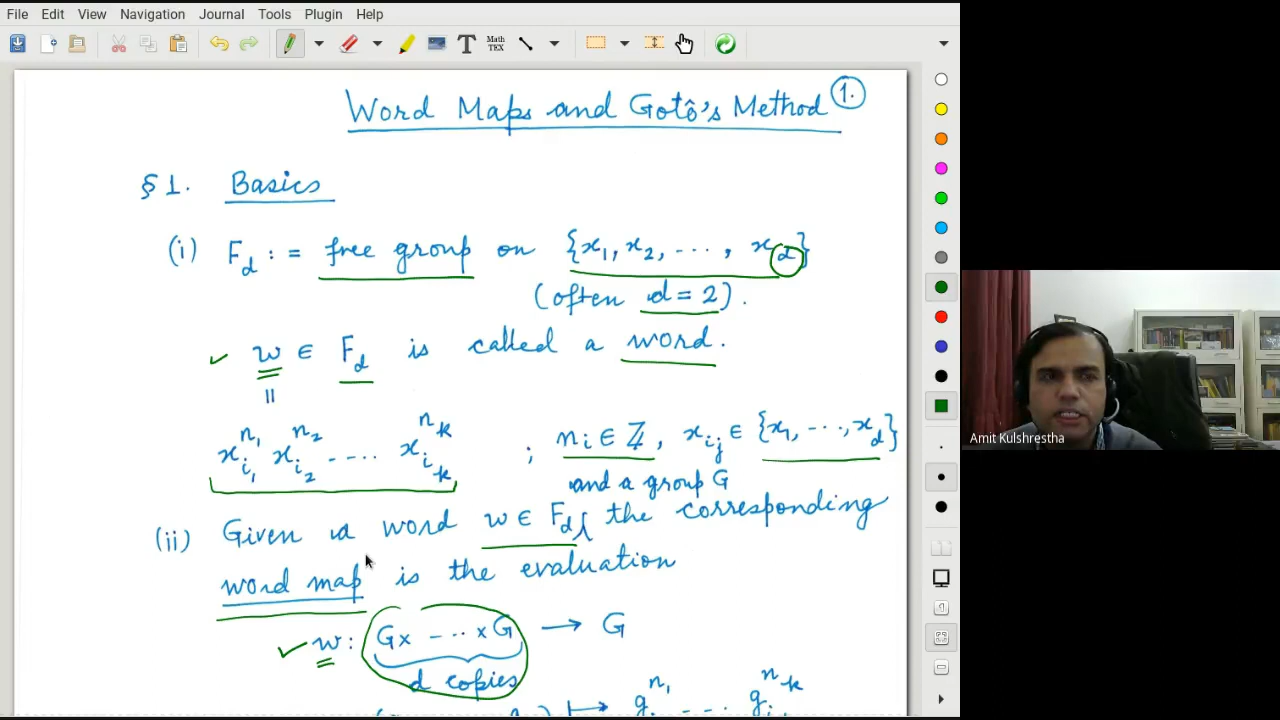 File Edit View Navigation Journal Tools Plugin Help
T Math TEX
Word Maps and Gotô's Method 1.
§1. Basics
(i) F_d := free group on {x_1, x_2, ..., x_d}
(often d = 2).
w ∈ F_d is called a word.
=
x_{i_1}^{n_1} x_{i_2}^{n_2} ---- x_{i_k}^{n_k} ; n_i ∈ ℤ, x_{i_j} ∈ {x_1, ..., x_d}
and a group G
(ii) Given a word w ∈ F_d, the corresponding
word map is the evaluation
w: G× -··· ×G → G
d copies
Amit Kulshrestha